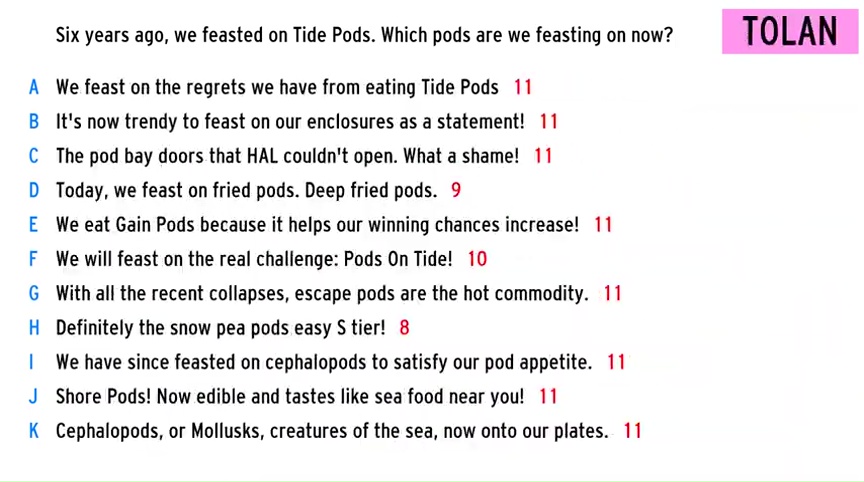 Six years ago, we feasted on Tide Pods. Which pods are we feasting on now?
TOLAN
A We feast on the regrets we have from eating Tide Pods 11
B It's now trendy to feast on our enclosures as a statement! 11
C The pod bay doors that HAL couldn't open. What a shame! 11
D Today, we feast on fried pods. Deep fried pods. 9
E We eat Gain Pods because it helps our winning chances increase! 11
F We will feast on the real challenge: Pods On Tide! 10
G With all the recent collapses, escape pods are the hot commodity. 11
H Definitely the snow pea pods easy S tier! 8
I We have since feasted on cephalopods to satisfy our pod appetite. 11
J Shore Pods! Now edible and tastes like sea food near you! 11
K Cephalopods, or Mollusks, creatures of the sea, now onto our plates. 11